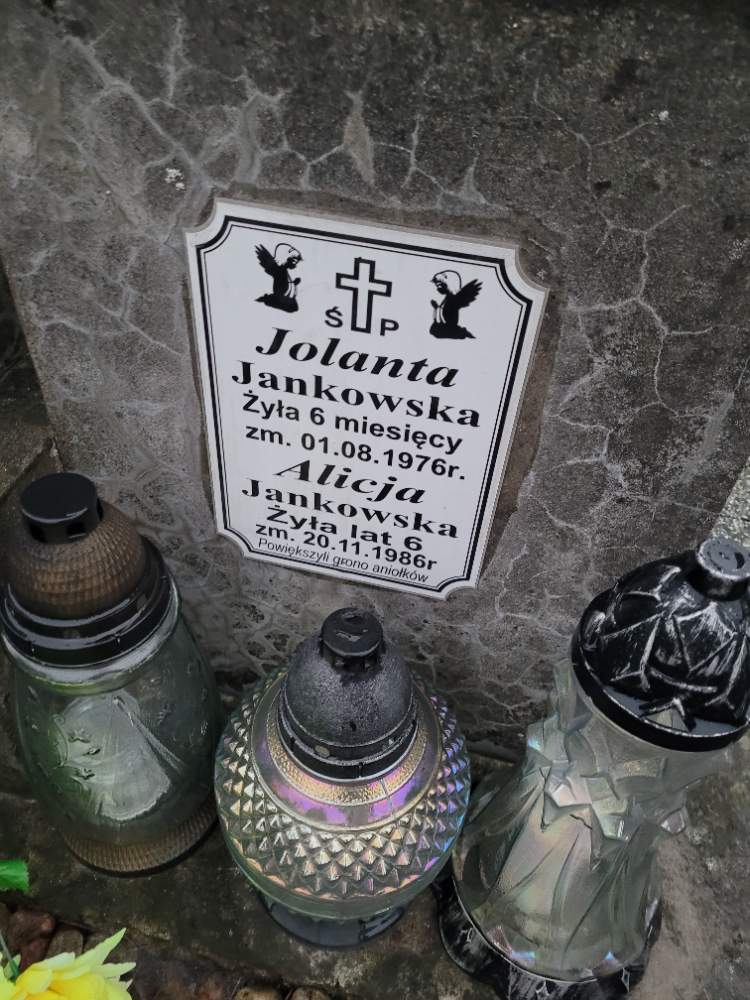 Ś P
Jolanta
Jankowska
Żyła 6 miesięcy
zm. 01.08.1976r.
Alicja
Jankowska
Żyła lat 6
zm. 20.11.1986r
Powiększyli grono aniołków